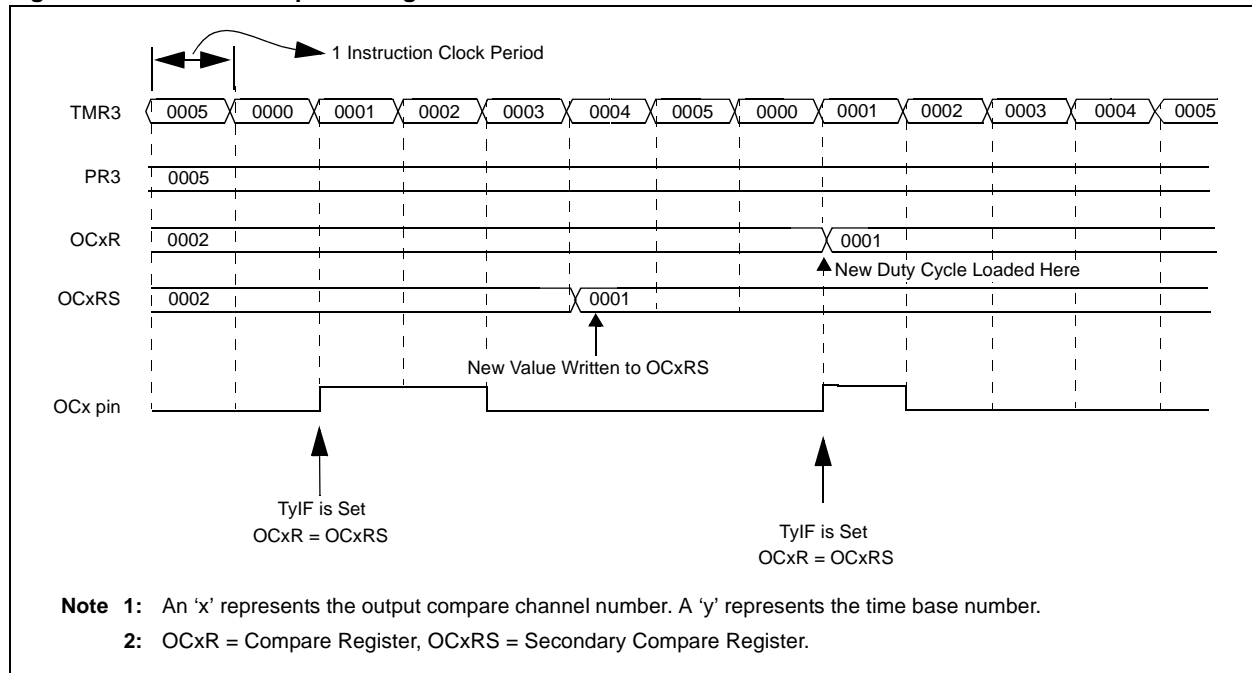 1 Instruction Clock Period
TMR3 0005 0000 0001 0002 0003 0004 0005 0000 0001 0002 0003 0004 0005
PR3 0005
OCxR 0002 0001
New Duty Cycle Loaded Here
OCxRS 0002 0001
New Value Written to OCxRS
OCx pin
TyIF is Set
OCxR = OCxRS
TyIF is Set
OCxR = OCxRS
Note 1: An ‘x’ represents the output compare channel number. A ‘y’ represents the time base number.
2: OCxR = Compare Register, OCxRS = Secondary Compare Register.